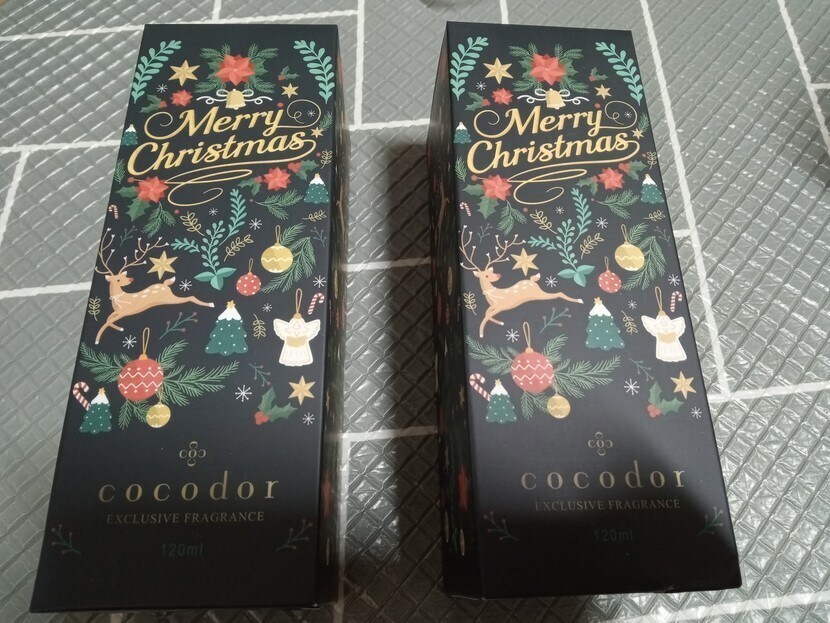 Merry
Christmas
cocodor
EXCLUSIVE FRAGRANCE
120ml
Merry
Christmas
cocodor
EXCLUSIVE FRAGRANCE
120ml